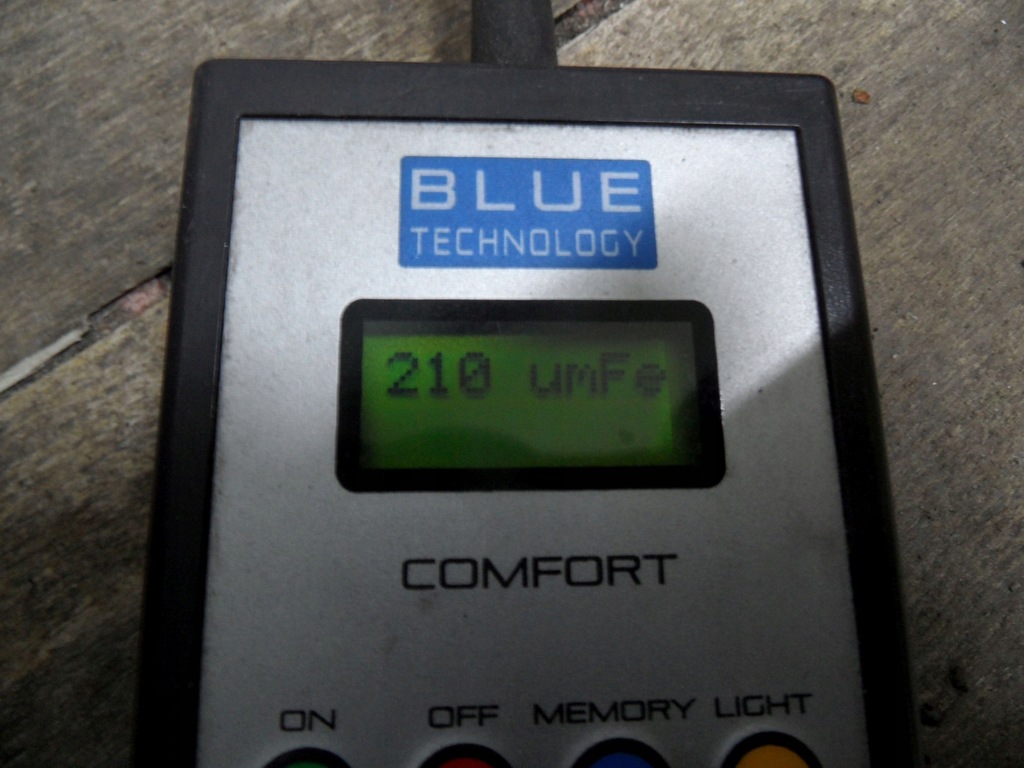 BLUE
TECHNOLOGY
210 umFe
COMFORT
ON OFF MEMORY LIGHT